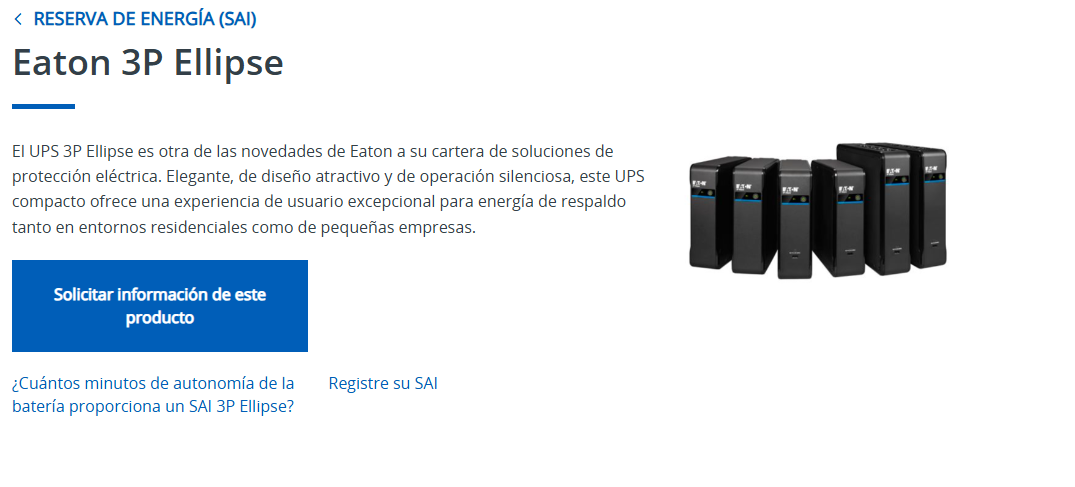 RESERVA DE ENERGÍA (SAI)
Eaton 3P Ellipse
El UPS 3P Ellipse es otra de las novedades de Eaton a su cartera de soluciones de
protección eléctrica. Elegante, de diseño atractivo y de operación silenciosa, este UPS
compacto ofrece una experiencia de usuario excepcional para energía de respaldo
tanto en entornos residenciales como de pequeñas empresas.
Solicitar información de este
producto
¿Cuántos minutos de autonomía de la
batería proporciona un SAI 3P Ellipse?
Registre su SAI